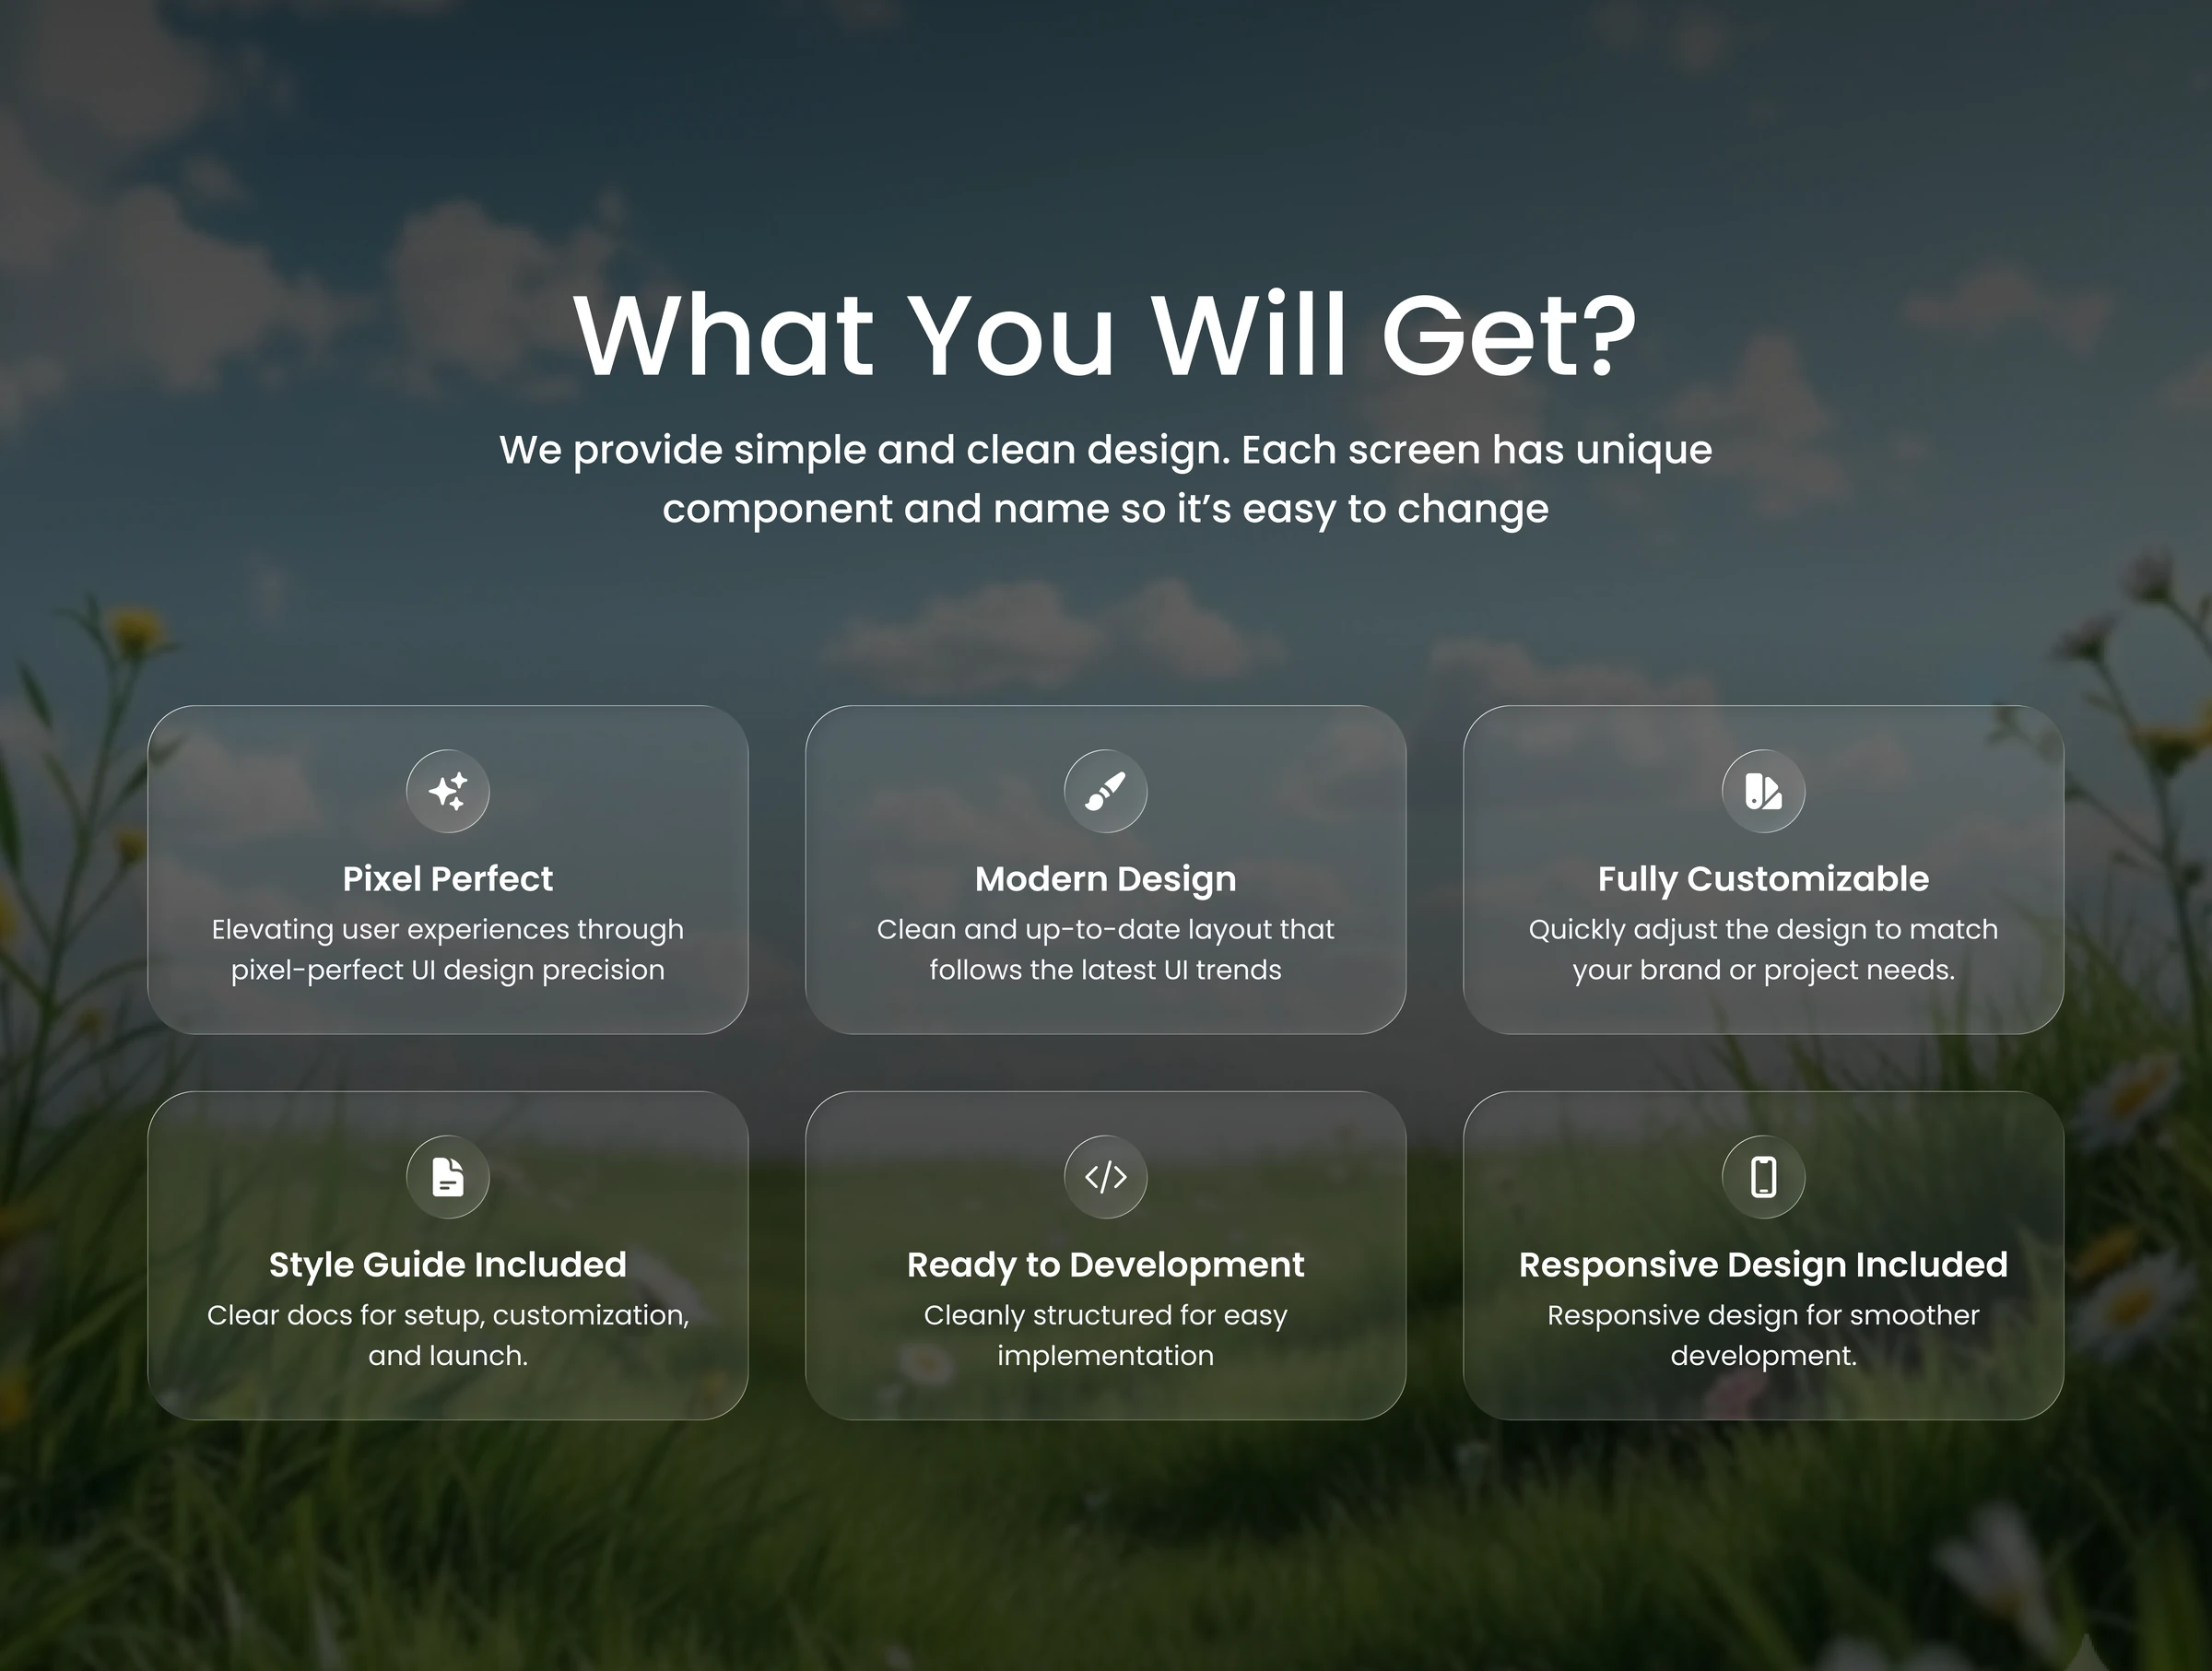 What You Will Get?
We provide simple and clean design. Each screen has unique
component and name so it’s easy to change
Pixel Perfect
Elevating user experiences through
pixel-perfect UI design precision
Modern Design
Clean and up-to-date layout that
follows the latest UI trends
Fully Customizable
Quickly adjust the design to match
your brand or project needs.
Style Guide Included
Clear docs for setup, customization,
and launch.
Ready to Development
Cleanly structured for easy
implementation
Responsive Design Included
Responsive design for smoother
development.